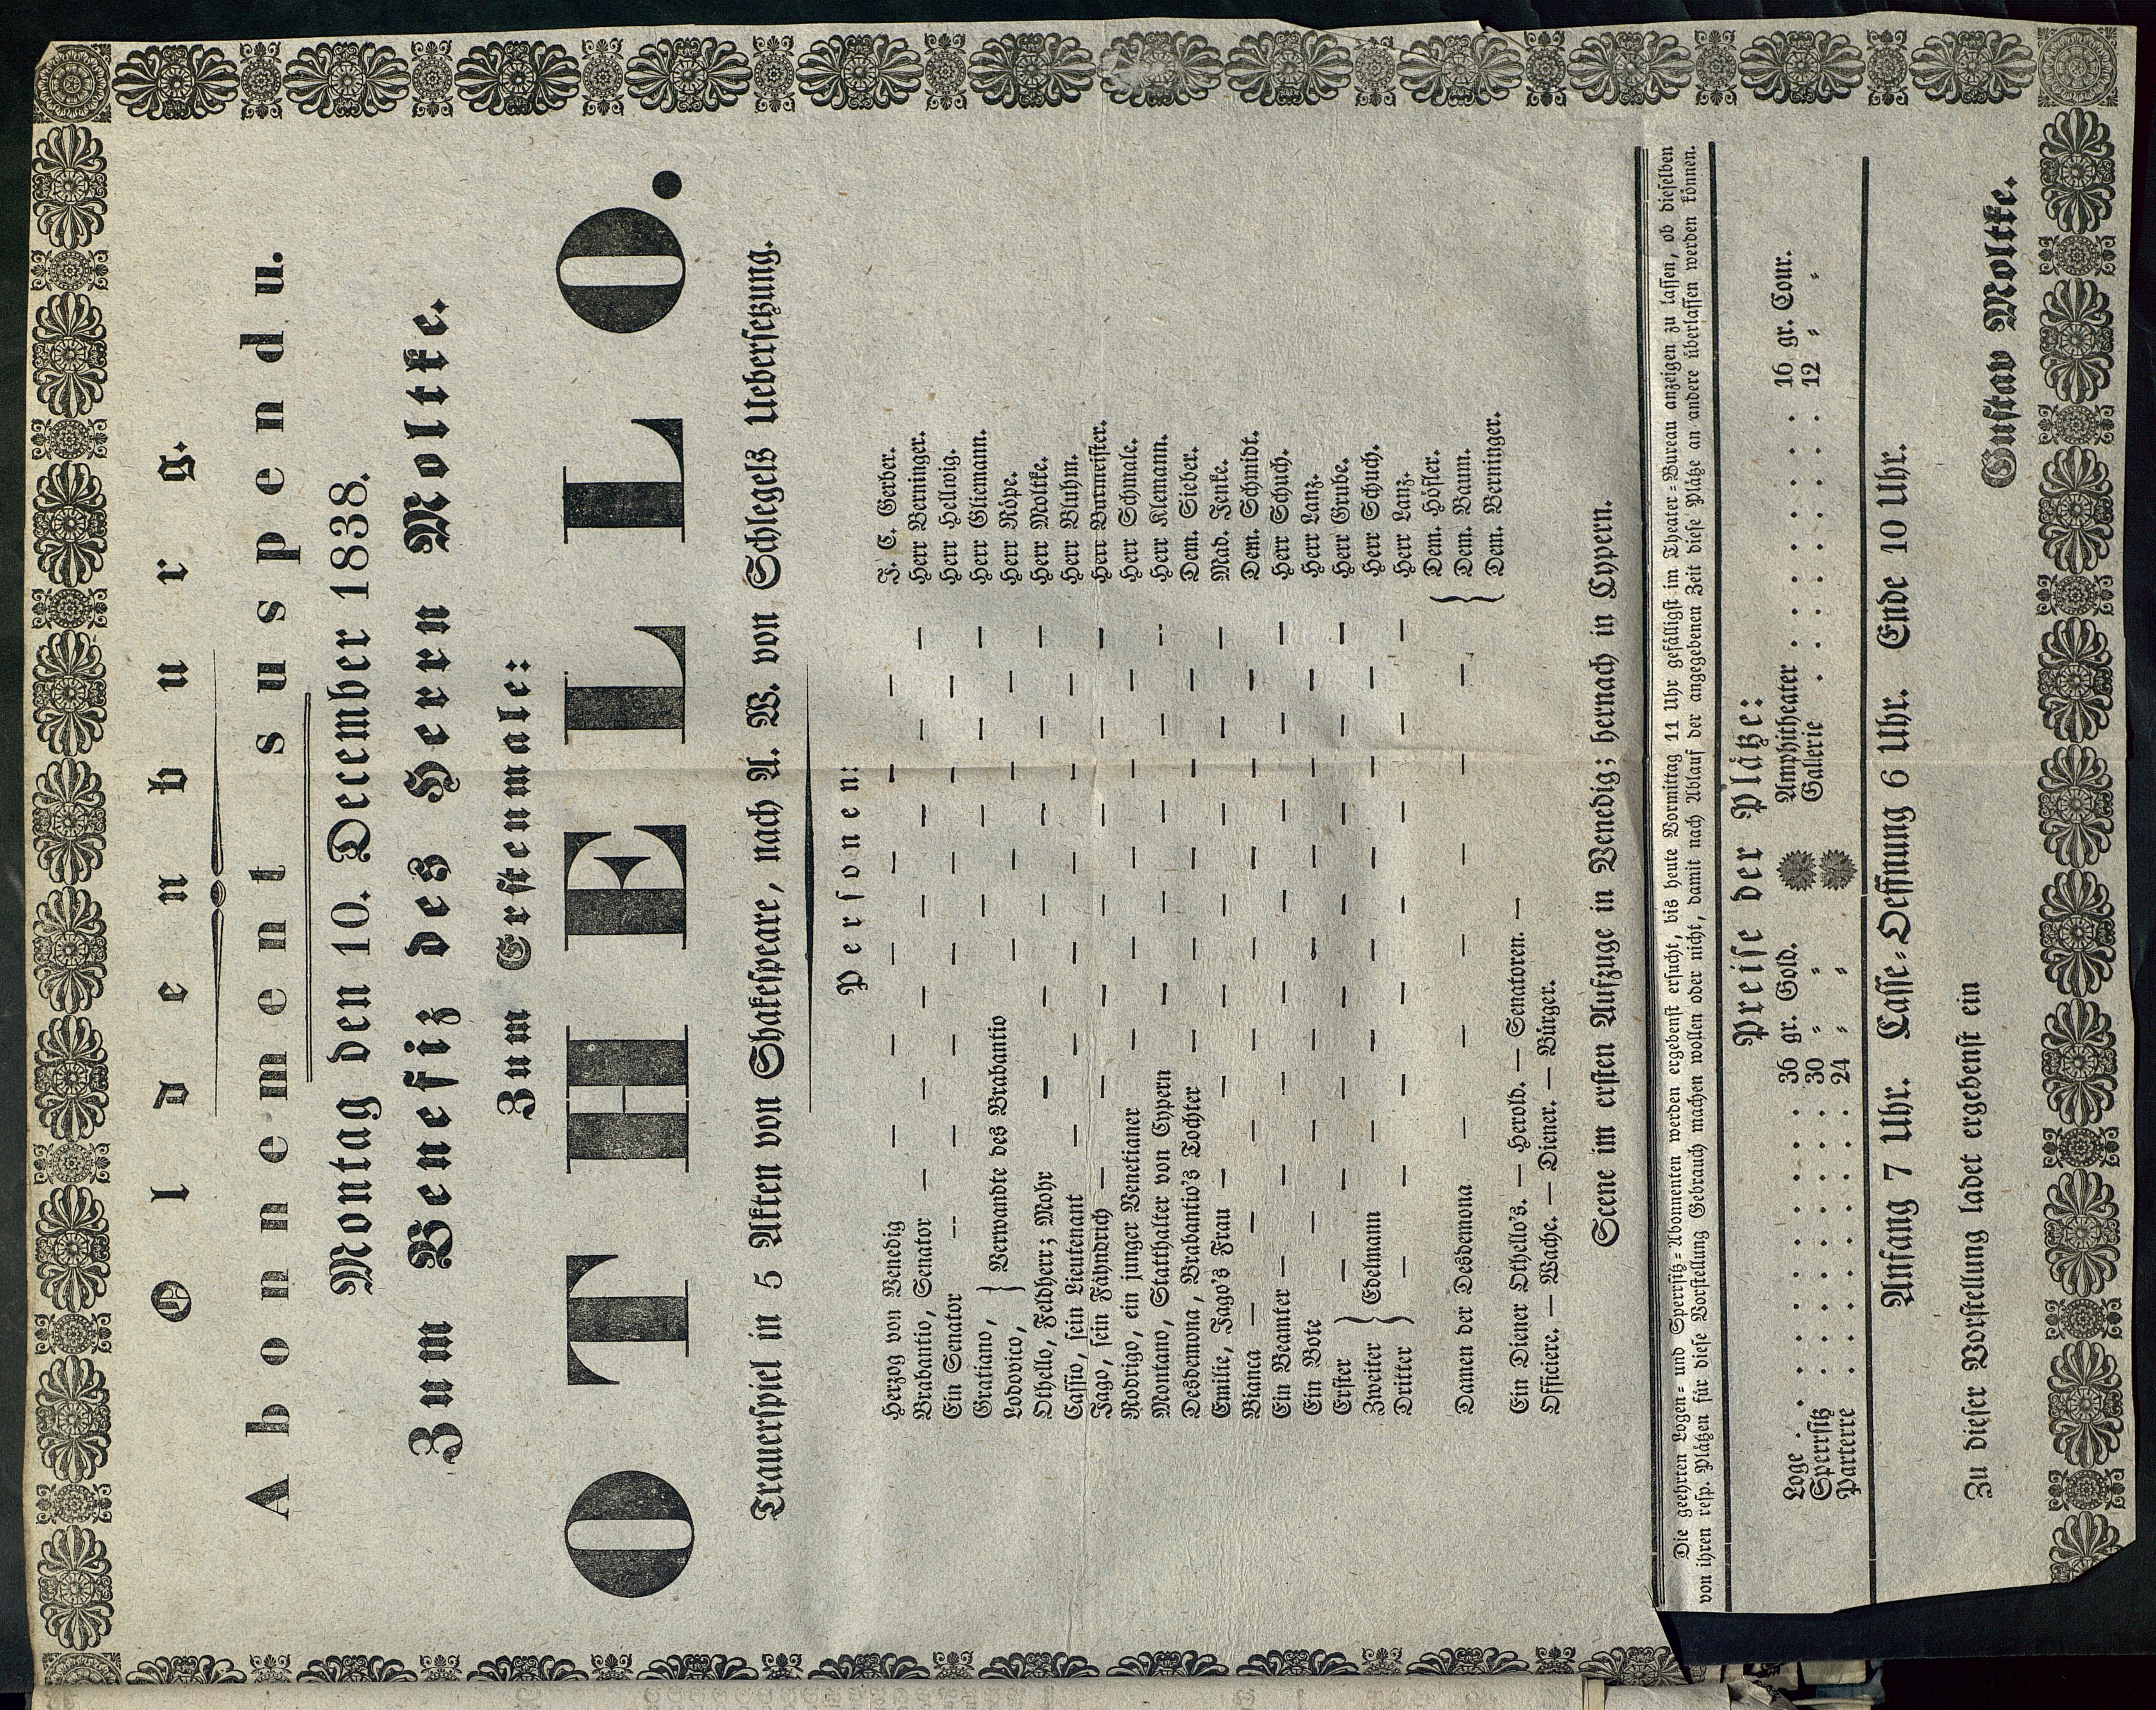 Oldenburg.
Abonnement suspendu.
Montag den 10. December 1838.
Zum Benefiz des Herrn Moltke.
Zum Erstenmale:
OTHELLO.
Trauerspiel in 5 Akten von Shakespeare, nach A. W. von Schlegels Uebersetzung.
Personen:
Herzog von Venedig — — — — — — F. C. Gerber.
Brabantio, Senator — — — — — — — Herr Berninger.
Ein Senator — — — — — — — Herr Hellwig.
Gratiano, } Verwandte des Brabantio — — — — Herr Gliemann.
Lodovico, — — — — Herr Röpe.
Othello, Feldherr; Mohr — — — — — — Herr Moltke.
Cassio, sein Lieutenant — — — — — — Herr Bluhm.
Jago, sein Fähndrich — — — — — — — Herr Burmeister.
Rodrigo, ein junger Venetianer — — — — — Herr Schmale.
Montano, Statthalter von Cypern — — — — — Herr Klemann.
Desdemona, Brabantio's Tochter — — — — — Dem. Sieber.
Emilie, Jago's Frau — — — — — — — Mad. Jenke.
Bianca — — — — — — — — Dem. Schmidt.
Ein Beamter — — — — — — — — Herr Schuch.
Ein Bote — — — — — — — Herr Lanz.
Erster } — — — — — — — Herr Grube.
Zweiter } Edelmann — — — — — — Herr Schuch.
Dritter } — — — — — — — — Herr Lanz.
Dem. Höfler.
Damen der Desdemona — — — — — — { Dem. Baum.
Dem. Berninger.
Ein Diener Othello's. — Herold. — Senatoren. —
Officiere. — Wache. — Diener. — Bürger.
Scene im ersten Aufzuge in Venedig; hernach in Cypern.
Die geehrten Logen- und Sperrsitz-Abonnenten werden ergebenst ersucht, bis heute Vormittag 11 Uhr gefälligst im Theater-Bureau anzeigen zu lassen, ob dieselben
von ihren resp. Plätzen für diese Vorstellung Gebrauch machen wollen oder nicht, damit nach Ablauf der angegebenen Zeit diese Plätze an andere überlassen werden können.
Preise der Plätze:
Loge . . . . . . . . 36 gr. Gold.
Sperrsitz . . . . . . . 30 „ „
Parterre . . . . . . . 24 „ „
Amphitheater . . . . . . . 16 gr. Cour.
Galerie . . . . . . . . 12 „ „
Anfang 7 Uhr. Casse-Oeffnung 6 Uhr. Ende 10 Uhr.
Zu dieser Vorstellung ladet ergebenst ein
Gustav Moltke.